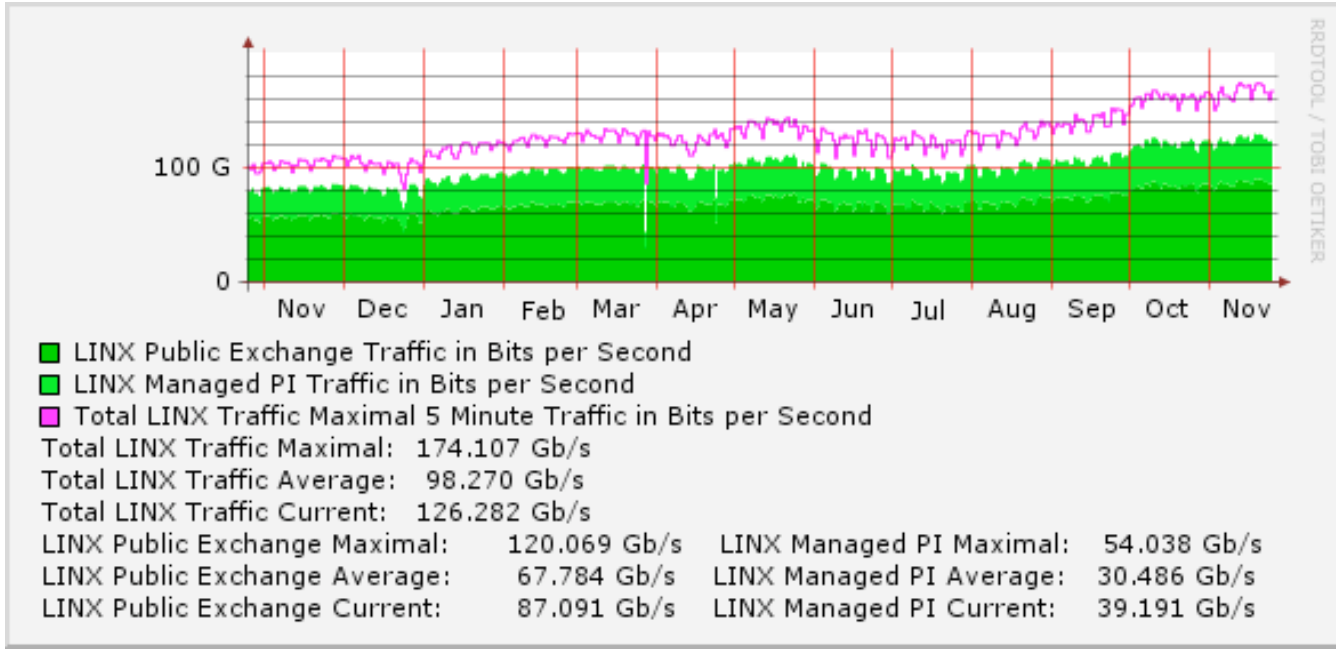 RRDTOOL / TOBI OETIKER
100 G
0
Nov Dec Jan Feb Mar Apr May Jun Jul Aug Sep Oct Nov
LINX Public Exchange Traffic in Bits per Second
LINX Managed PI Traffic in Bits per Second
Total LINX Traffic Maximal 5 Minute Traffic in Bits per Second
Total LINX Traffic Maximal: 174.107 Gb/s
Total LINX Traffic Average: 98.270 Gb/s
Total LINX Traffic Current: 126.282 Gb/s
LINX Public Exchange Maximal: 120.069 Gb/s LINX Managed PI Maximal: 54.038 Gb/s
LINX Public Exchange Average: 67.784 Gb/s LINX Managed PI Average: 30.486 Gb/s
LINX Public Exchange Current: 87.091 Gb/s LINX Managed PI Current: 39.191 Gb/s